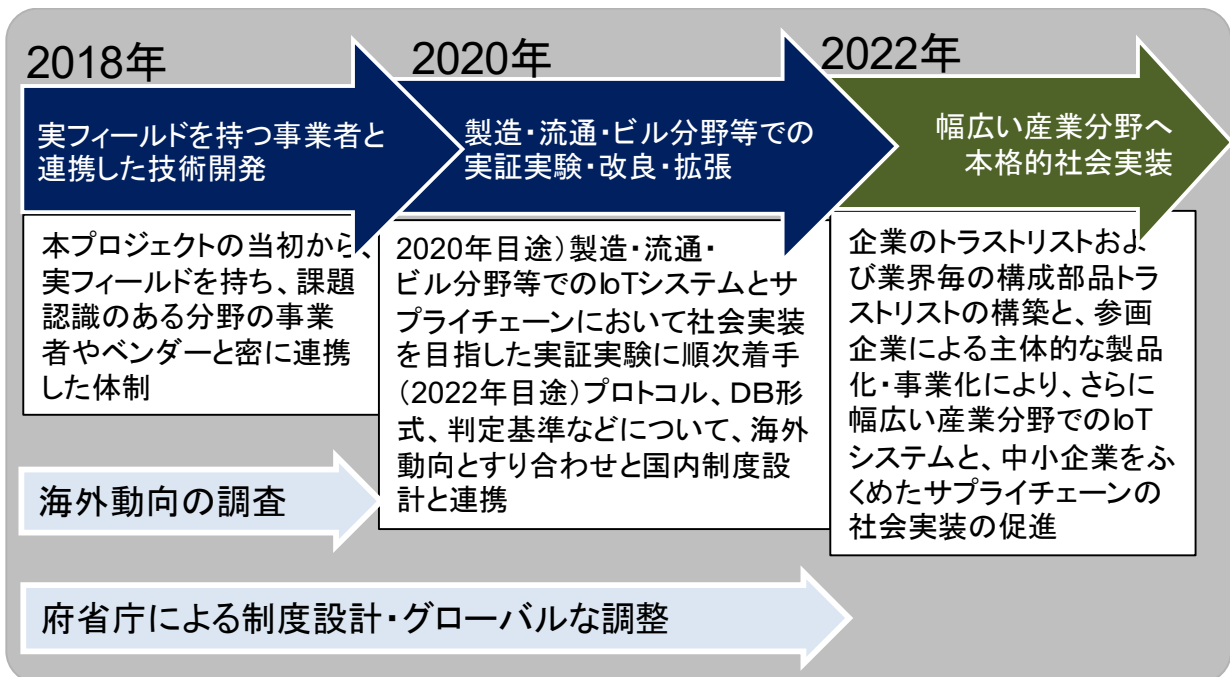 2018年
実フィールドを持つ事業者と
連携した技術開発
本プロジェクトの当初から、
実フィールドを持ち、課題
認識のある分野の事業
者やベンダーと密に連携
した体制
2020年
製造・流通・ビル分野等での
実証実験・改良・拡張
2020年目途）製造・流通・
ビル分野等でのIoTシステムとサ
プライチェーンにおいて社会実装
を目指した実証実験に順次着手
（2022年目途）プロトコル、DB形
式、判定基準などについて、海外
動向とすり合わせと国内制度設
計と連携
2022年
幅広い産業分野へ
本格的社会実装
企業のトラストリストおよ
び業界毎の構成部品トラ
ストリストの構築と、参画
企業による主体的な製品
化・事業化により、さらに
幅広い産業分野でのIoT
システムと、中小企業をふ
くめたサプライチェーンの
社会実装の促進
海外動向の調査
府省庁による制度設計・グローバルな調整